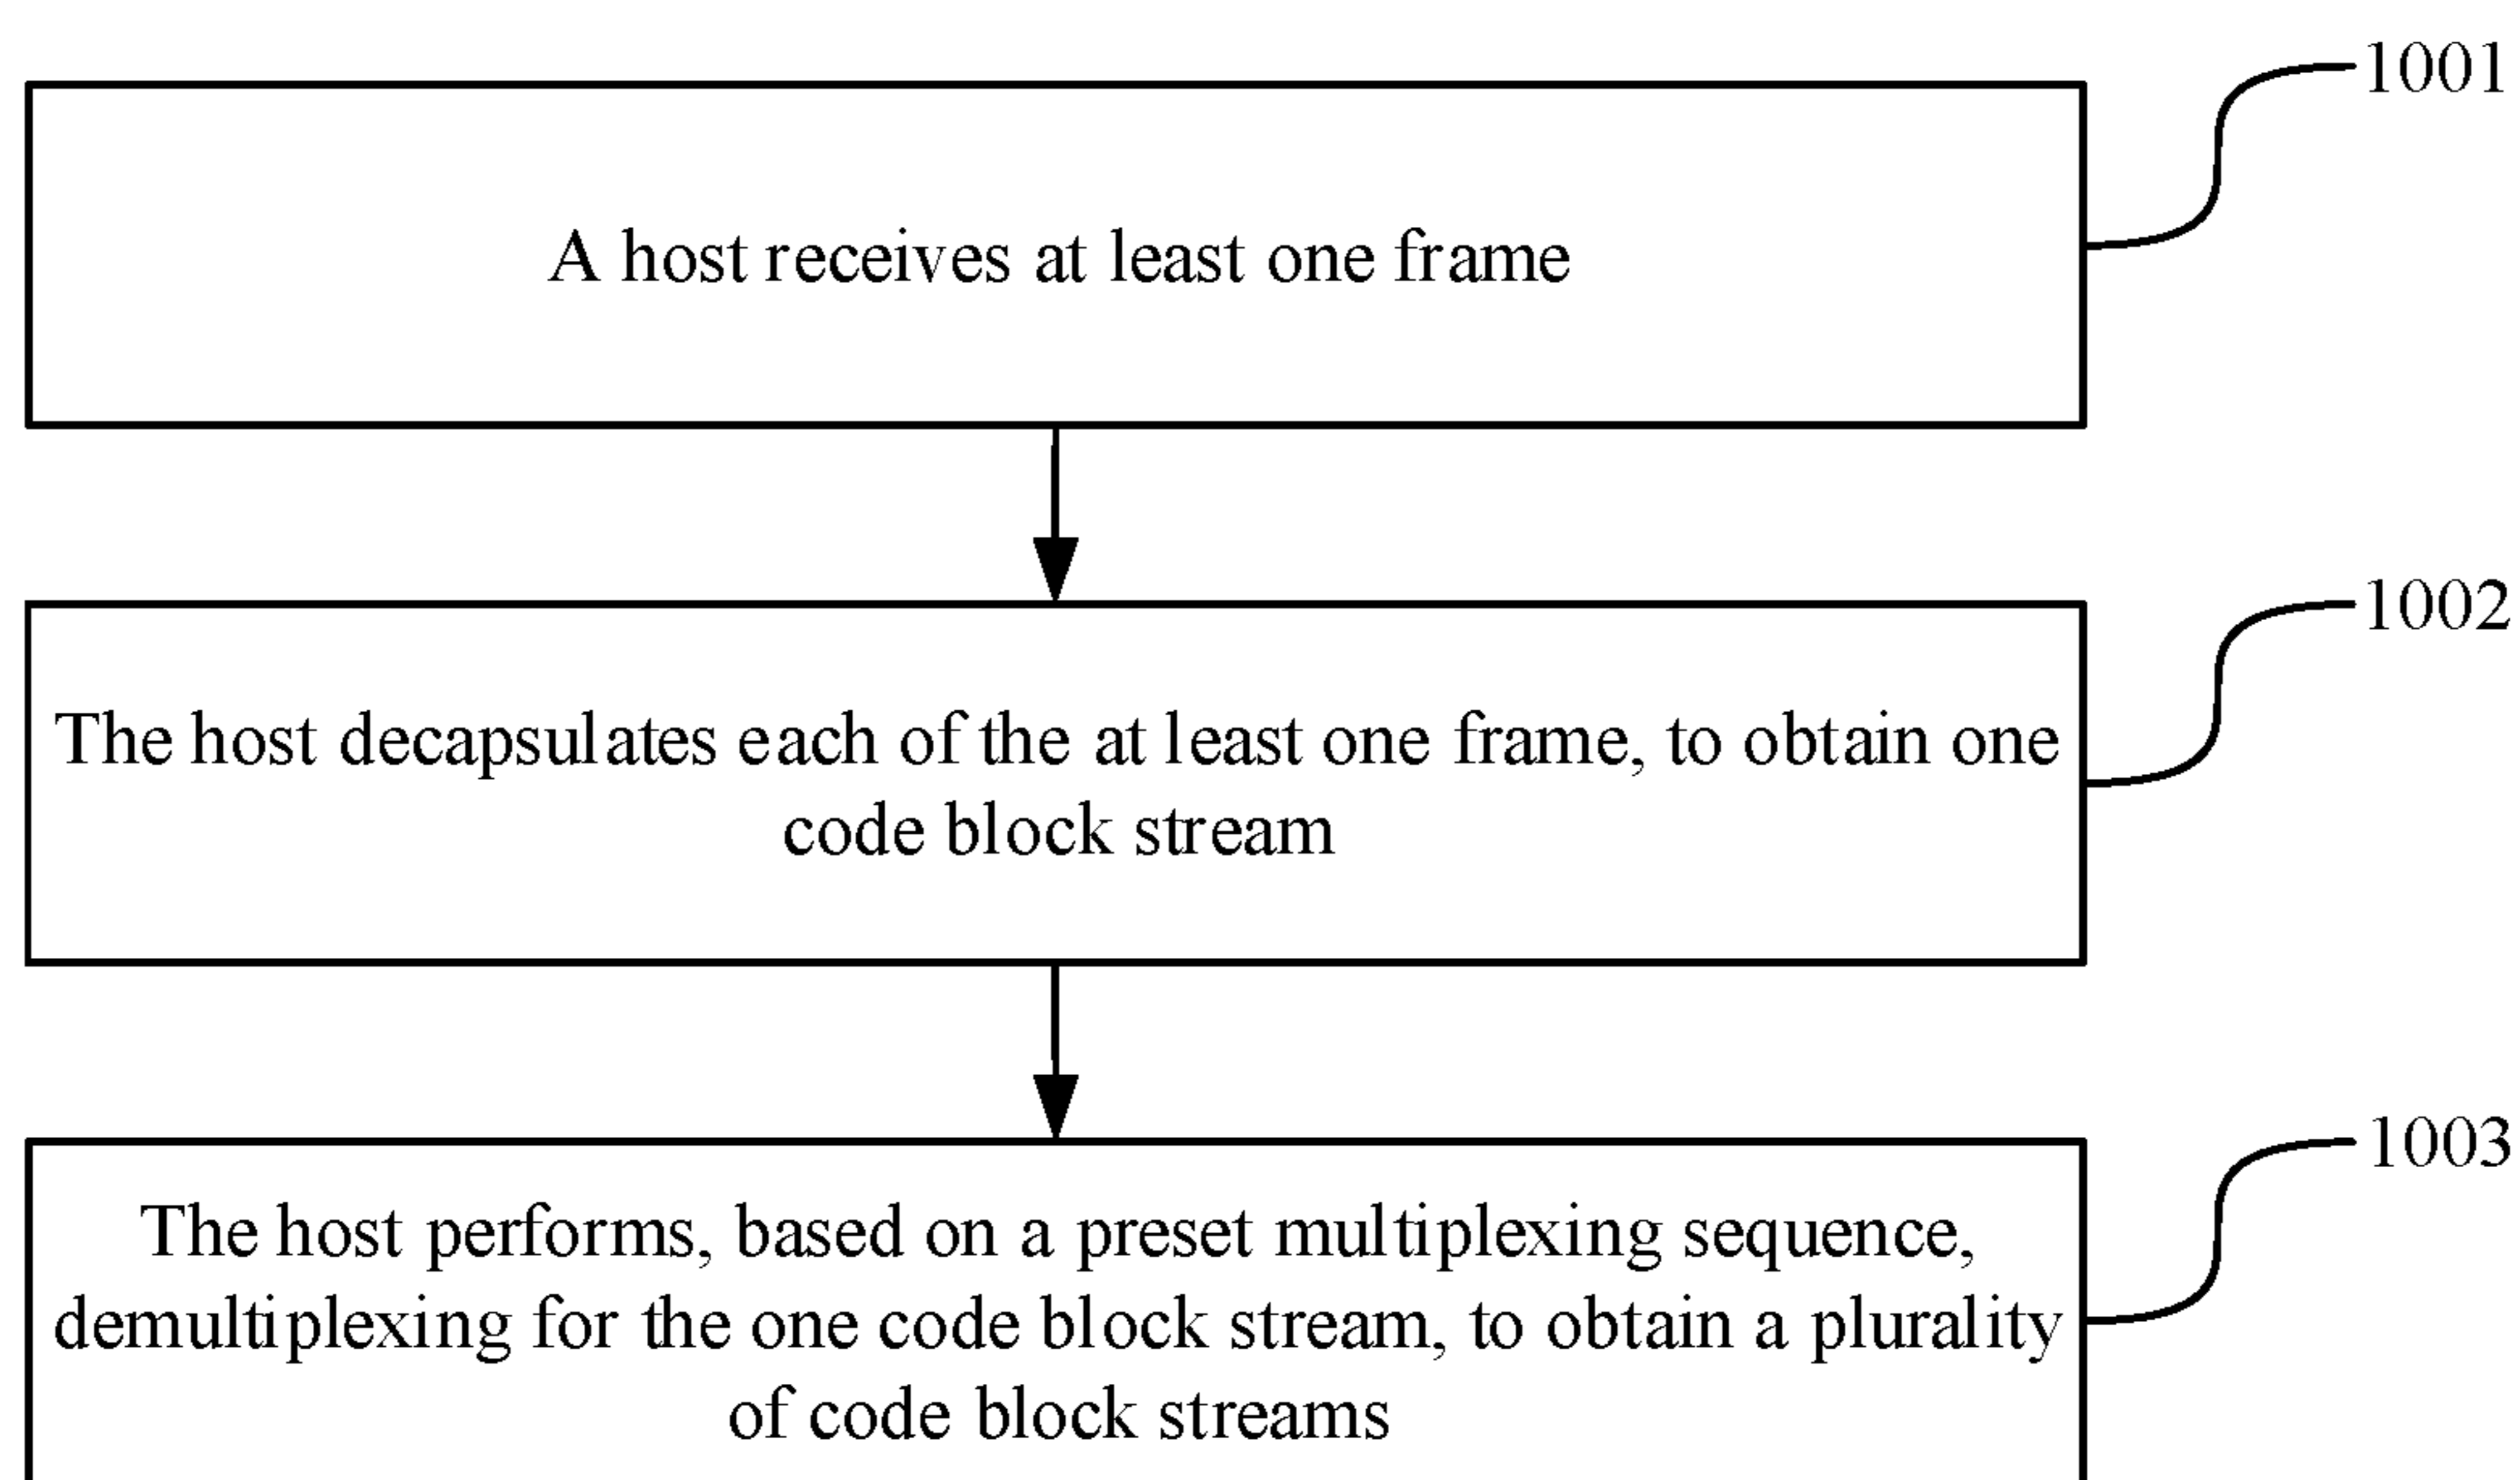 1001
A host receives at least one frame
1002
The host decapsulates each of the at least one frame, to obtain one
code block stream
1003
The host performs, based on a preset multiplexing sequence,
demultiplexing for the one code block stream, to obtain a plurality
of code block streams